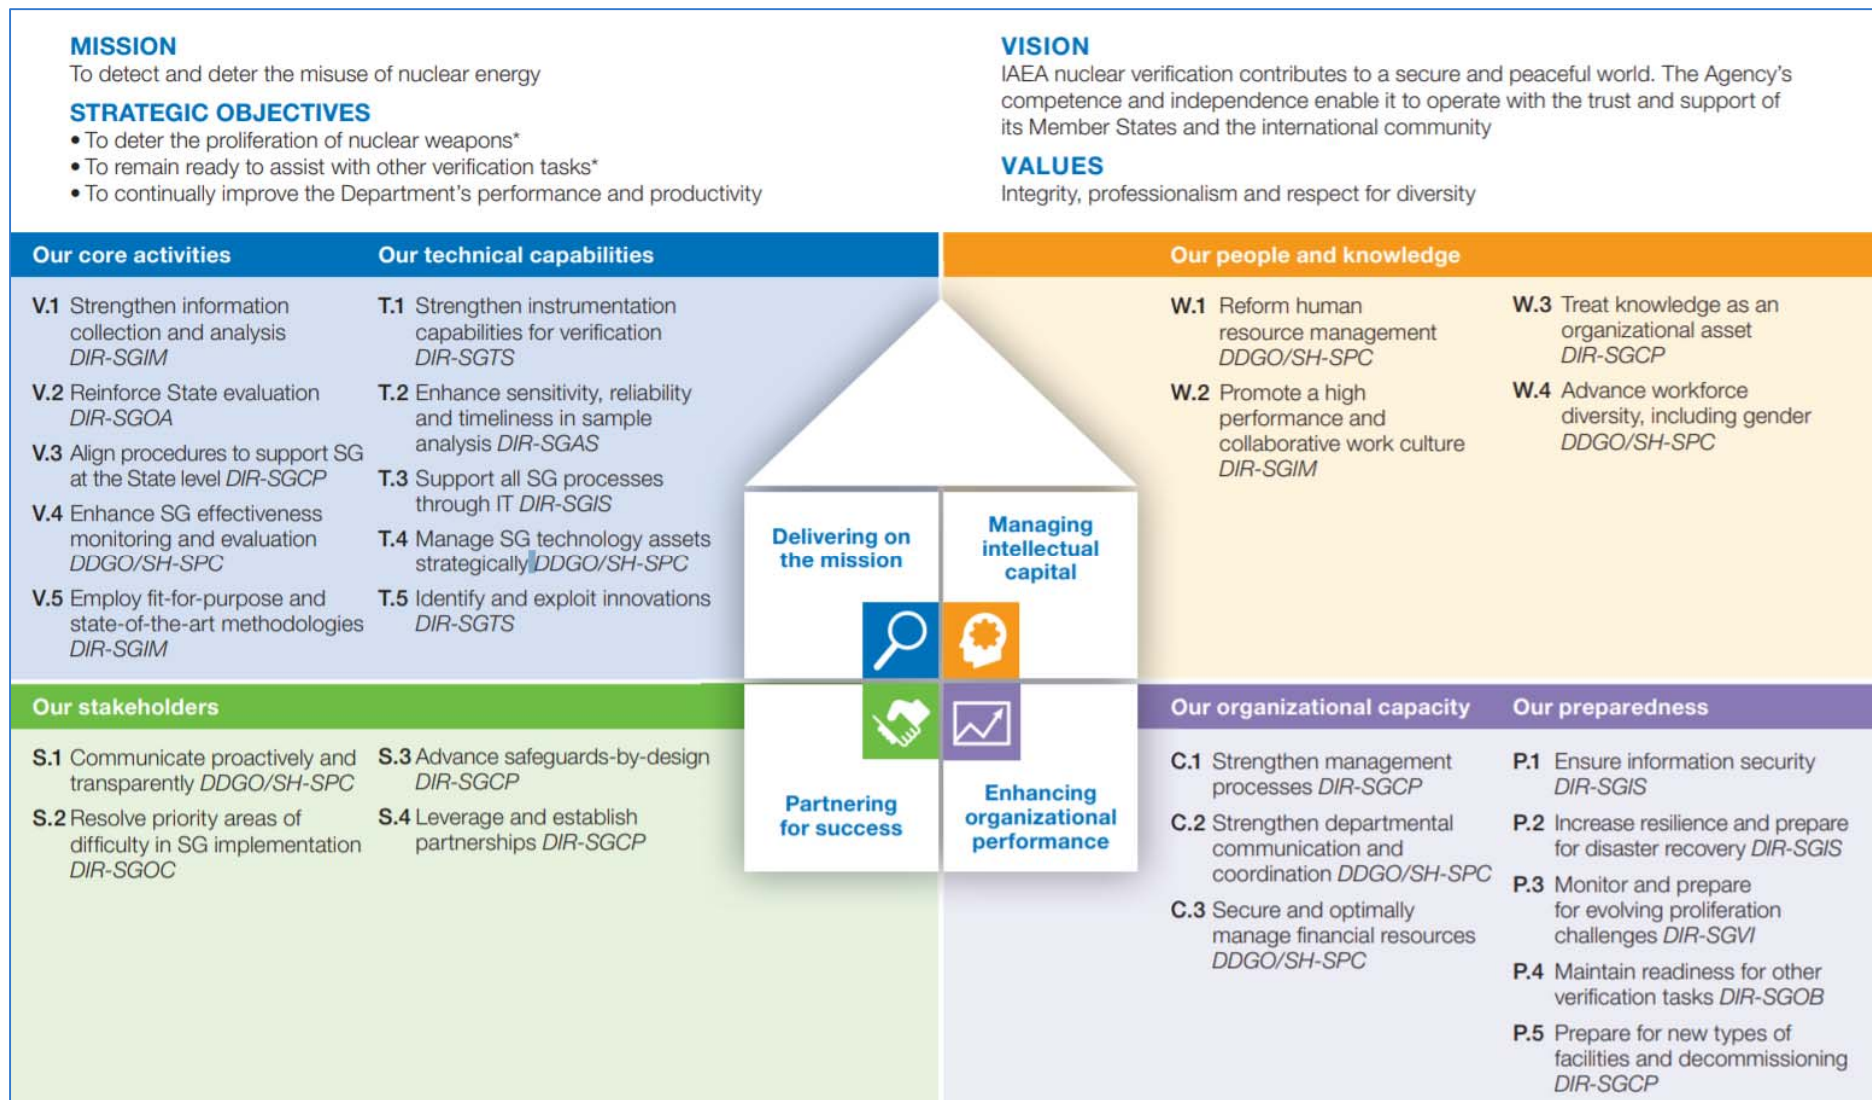 MISSION
To detect and deter the misuse of nuclear energy
STRATEGIC OBJECTIVES
• To deter the proliferation of nuclear weapons*
• To remain ready to assist with other verification tasks*
• To continually improve the Department's performance and productivity
VISION
IAEA nuclear verification contributes to a secure and peaceful world. The Agency's
competence and independence enable it to operate with the trust and support of
its Member States and the international community
VALUES
Integrity, professionalism and respect for diversity
Our core activities
V.1 Strengthen information
collection and analysis
DIR-SGIM
V.2 Reinforce State evaluation
DIR-SGOA
V.3 Align procedures to support SG
at the State level DIR-SGCP
V.4 Enhance SG effectiveness
monitoring and evaluation
DDGO/SH-SPC
V.5 Employ fit-for-purpose and
state-of-the-art methodologies
DIR-SGIM
Our technical capabilities
T.1 Strengthen instrumentation
capabilities for verification
DIR-SGTS
T.2 Enhance sensitivity, reliability
and timeliness in sample
analysis DIR-SGAS
T.3 Support all SG processes
through IT DIR-SGIS
T.4 Manage SG technology assets
strategically DDGO/SH-SPC
T.5 Identify and exploit innovations
DIR-SGTS
Delivering on
the mission
Managing
intellectual
capital
Our people and knowledge
W.1 Reform human
resource management
DDGO/SH-SPC
W.2 Promote a high
performance and
collaborative work culture
DIR-SGIM
W.3 Treat knowledge as an
organizational asset
DIR-SGCP
W.4 Advance workforce
diversity, including gender
DDGO/SH-SPC
Our stakeholders
S.1 Communicate proactively and
transparently DDGO/SH-SPC
S.2 Resolve priority areas of
difficulty in SG implementation
DIR-SGOC
S.3 Advance safeguards-by-design
DIR-SGCP
S.4 Leverage and establish
partnerships DIR-SGCP
Partnering
for success
Enhancing
organizational
performance
Our organizational capacity
C.1 Strengthen management
processes DIR-SGCP
C.2 Strengthen departmental
communication and
coordination DDGO/SH-SPC
C.3 Secure and optimally
manage financial resources
DDGO/SH-SPC
Our preparedness
P.1 Ensure information security
DIR-SGIS
P.2 Increase resilience and prepare
for disaster recovery DIR-SGIS
P.3 Monitor and prepare
for evolving proliferation
challenges DIR-SGVI
P.4 Maintain readiness for other
verification tasks DIR-SGOB
P.5 Prepare for new types of
facilities and decommissioning
DIR-SGCP